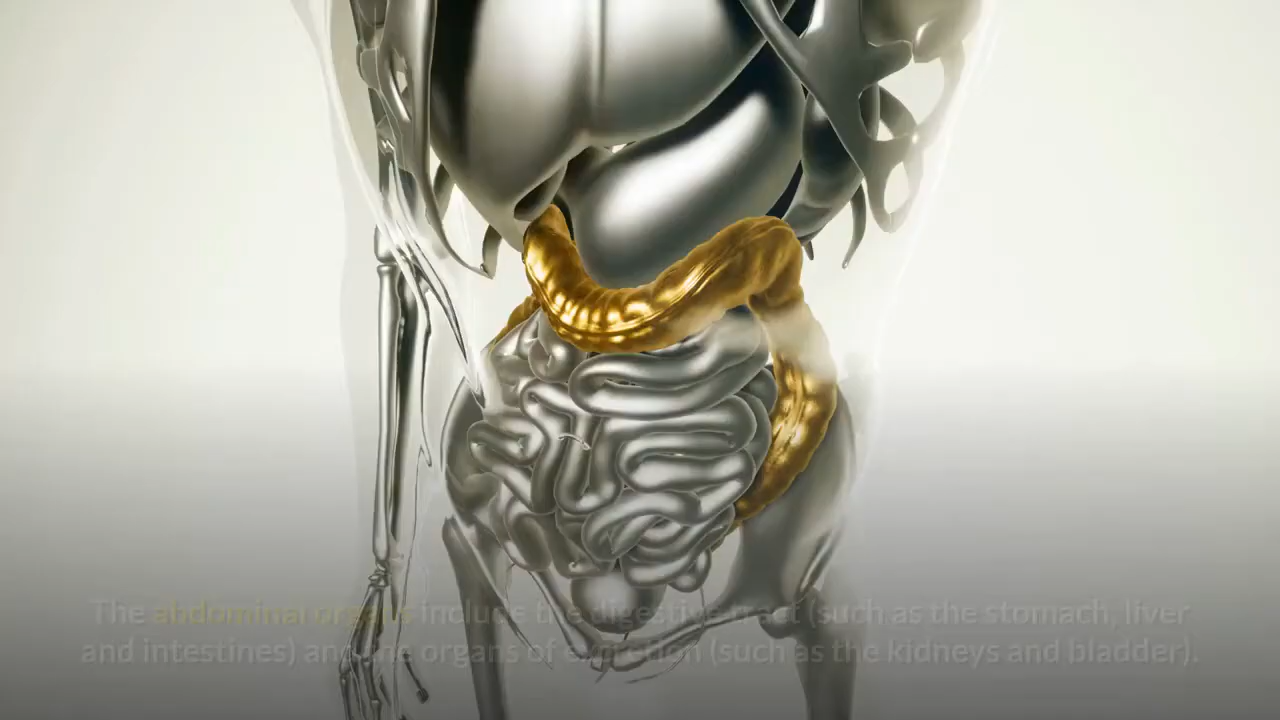 The abdominal organs include the digestive tract (such as the stomach, liver
and intestines) and the organs of excretion (such as the kidneys and bladder).